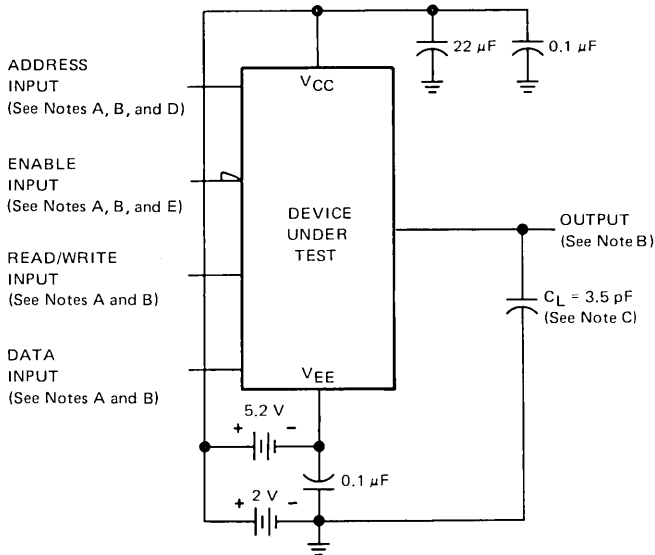 22 μF
0.1 μF
ADDRESS
INPUT
(See Notes A, B, and D)
VCC
ENABLE
INPUT
(See Notes A, B, and E)
DEVICE
UNDER
TEST
OUTPUT
(See Note B)
READ/WRITE
INPUT
(See Notes A and B)
CL = 3.5 pF
(See Note C)
DATA
INPUT
(See Notes A and B)
VEE
5.2 V
+ -
0.1 μF
+ 2 V -